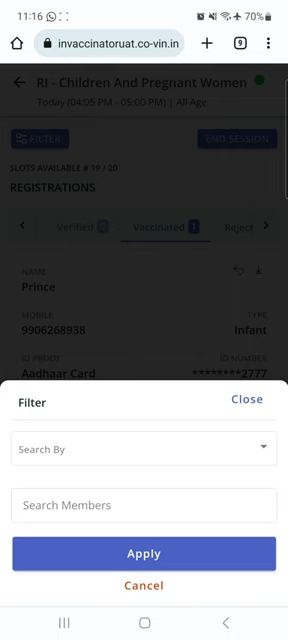 11:16
70%
invaccinatoruat.co-vin.in
9
RI - Children And Pregnant Women
Today (04:05 PM - 05:00 PM) | All Age
FILTER
END SESSION
SLOTS AVAILABLE # 19 / 20
REGISTRATIONS
Verified 0
Vaccinated 1
Reject
NAME
Prince
MOBILE
TYPE
9906268938
Infant
ID PROOF
ID NUMBER
Aadhaar Card
********2777
Filter
Close
Search By
Search Members
Apply
Cancel